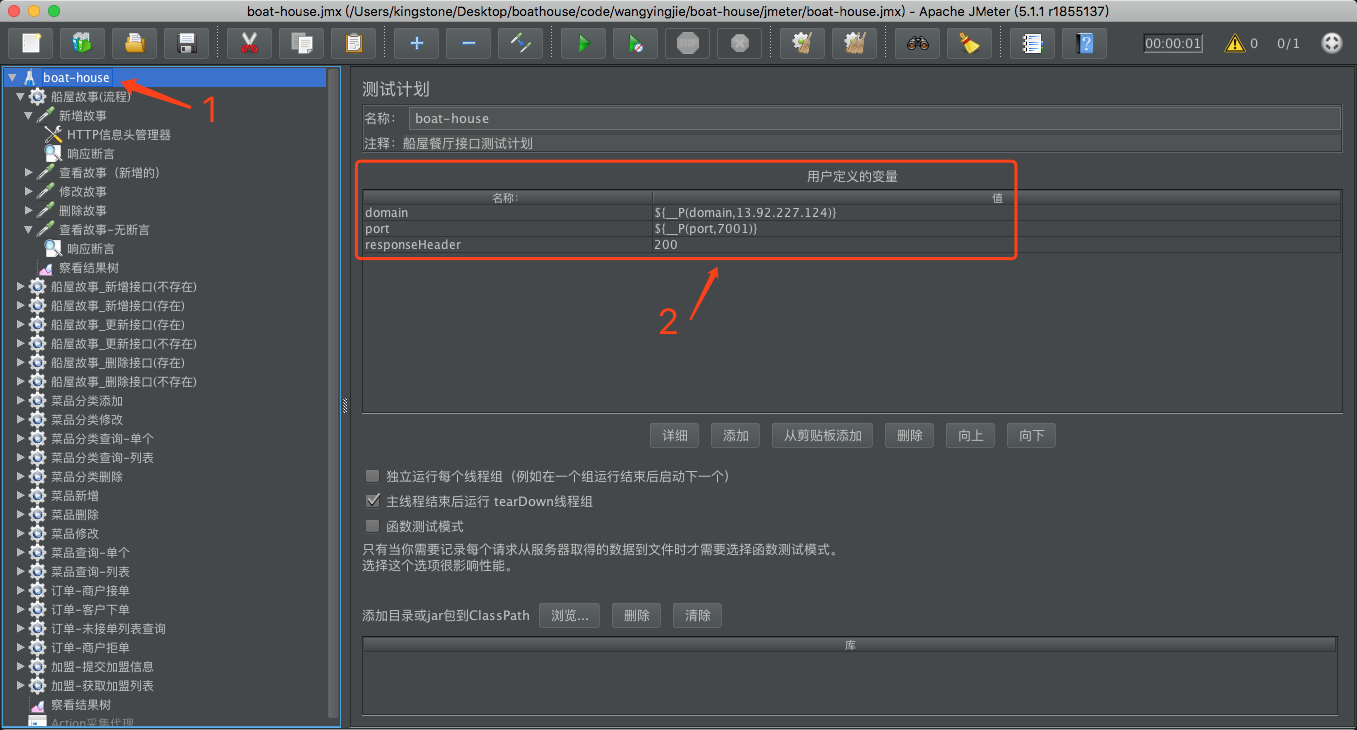 boat-house.jmx (/Users/kingstone/Desktop/boathouse/code/wangyingjie/boat-house/jmeter/boat-house.jmx) - Apache JMeter (5.1.1 r1855137)
STOP
00:00:01
0
0/1
boat-house
1
船屋故事(流程)
新增故事
HTTP信息头管理器
响应断言
查看故事（新增的）
修改故事
删除故事
查看故事-无断言
响应断言
察看结果树
船屋故事_新增接口(不存在)
船屋故事_新增接口(存在)
船屋故事_更新接口(存在)
船屋故事_更新接口(不存在)
船屋故事_删除接口(存在)
船屋故事_删除接口(不存在)
菜品分类添加
菜品分类修改
菜品分类查询-单个
菜品分类查询-列表
菜品分类删除
菜品新增
菜品删除
菜品修改
菜品查询-单个
菜品查询-列表
订单-商户接单
订单-客户下单
订单-未接单列表查询
订单-商户拒单
加盟-提交加盟信息
加盟-获取加盟列表
察看结果树
Action采集代理
测试计划
名称： boat-house
注释： 船屋餐厅接口测试计划
用户定义的变量
名称: 值
domain ${__P(domain,13.92.227.124)}
port ${__P(port,7001)}
responseHeader 200
2
详细 添加 从剪贴板添加 删除 向上 向下
独立运行每个线程组（例如在一个组运行结束后启动下一个）
主线程结束后运行 tearDown线程组
函数测试模式
只有当你需要记录每个请求从服务器取得的数据到文件时才需要选择函数测试模式。
选择这个选项很影响性能。
添加目录或jar包到ClassPath 浏览... 删除 清除
库